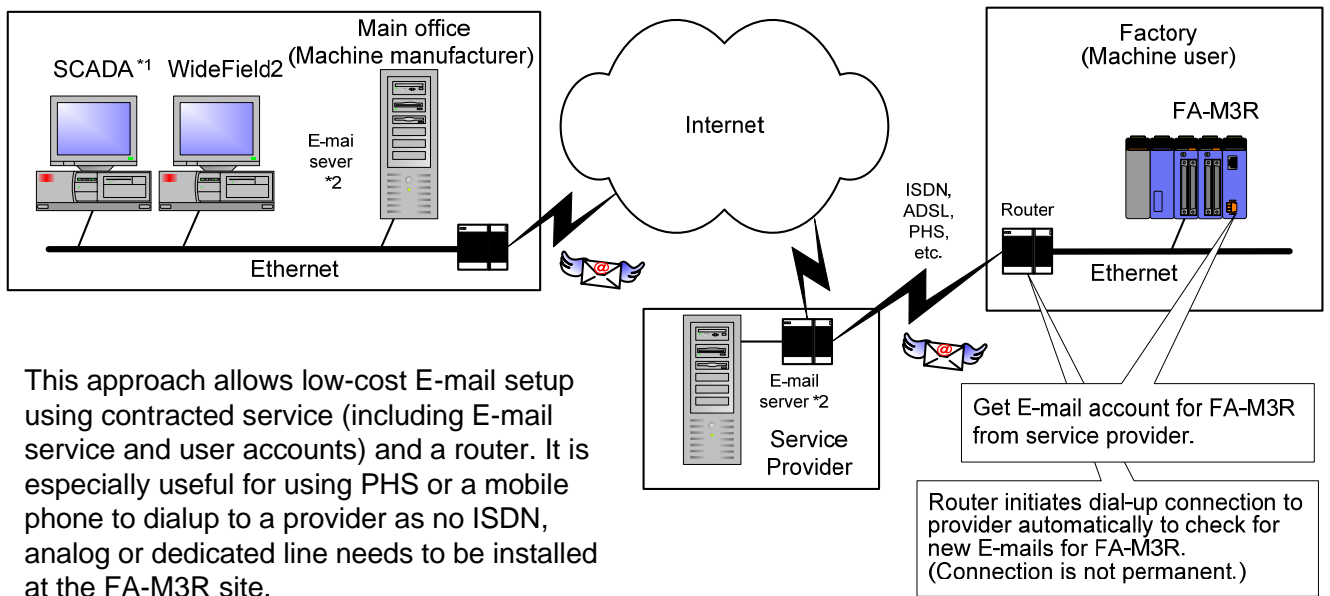 Main office
(Machine manufacturer)
SCADA *1
WideField2
E-mai
sever
*2
Ethernet
@
Internet
ISDN,
ADSL,
PHS,
etc.
@
Factory
(Machine user)
FA-M3R
Router
Ethernet
E-mail
server *2
Service
Provider
Get E-mail account for FA-M3R
from service provider.
Router initiates dial-up connection to
provider automatically to check for
new E-mails for FA-M3R.
(Connection is not permanent.)
This approach allows low-cost E-mail setup
using contracted service (including E-mail
service and user accounts) and a router. It is
especially useful for using PHS or a mobile
phone to dialup to a provider as no ISDN,
analog or dedicated line needs to be installed
at the FA-M3R site.